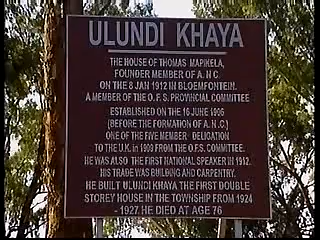 ULUNDI KHAYA
THE HOUSE OF THOMAS MAPIKELA,
FOUNDER MEMBER OF A.N.C
ON THE 8 JAN 1912 IN BLOEMFONTEIN.
A MEMBER OF THE O.F.S. PROVINCIAL COMMITTEE
ESTABLISHED ON THE 16 JUNE 1906
(BEFORE THE FORMATION OF A.N.C.)
ONE OF THE FIVE MEMBER DELICATION
TO THE U.K. IN 1909 FROM THE O.F.S. COMMITTEE.
HE WAS ALSO THE FIRST NATIONAL SPEAKER IN 1912.
HIS TRADE WAS BUILDING AND CARPENTRY.
HE BUILT ULUNDI KHAYA THE FIRST DOUBLE
STOREY HOUSE IN THE TOWNSHIP FROM 1924
- 1927. HE DIED AT AGE 76